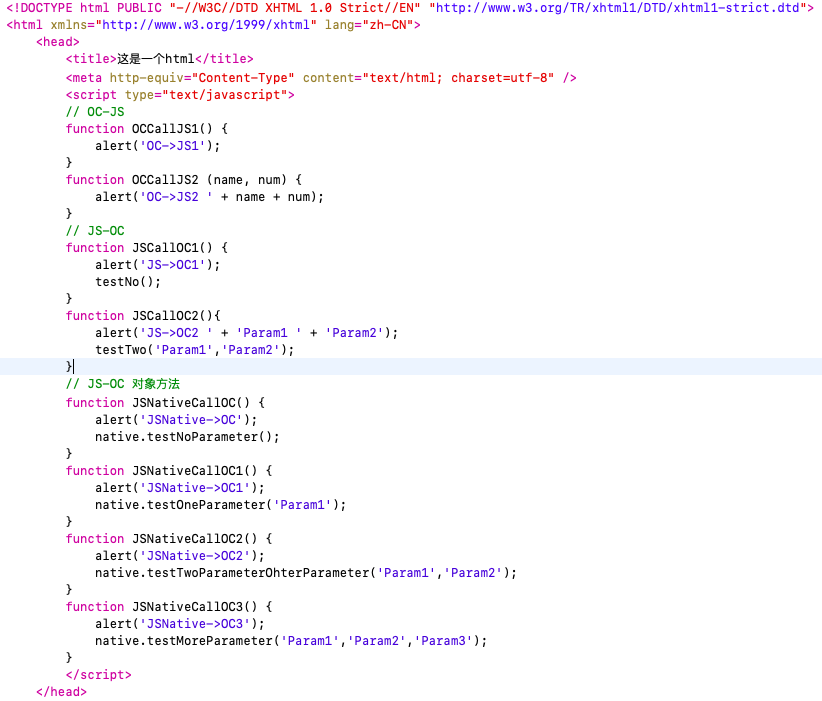 <!DOCTYPE html PUBLIC "-//W3C//DTD XHTML 1.0 Strict//EN" "http://www.w3.org/TR/xhtml1/DTD/xhtml1-strict.dtd">
<html xmlns="http://www.w3.org/1999/xhtml" lang="zh-CN">
    <head>
        <title>这是一个html</title>
        <meta http-equiv="Content-Type" content="text/html; charset=utf-8" />
        <script type="text/javascript">
        // OC-JS
        function OCCallJS1() {
            alert('OC->JS1');
        }
        function OCCallJS2 (name, num) {
            alert('OC->JS2 ' + name + num);
        }
        // JS-OC
        function JSCallOC1() {
            alert('JS->OC1');
            testNo();
        }
        function JSCallOC2(){
            alert('JS->OC2 ' + 'Param1 ' + 'Param2');
            testTwo('Param1','Param2');
        }
        // JS-OC 对象方法
        function JSNativeCallOC() {
            alert('JSNative->OC');
            native.testNoParameter();
        }
        function JSNativeCallOC1() {
            alert('JSNative->OC1');
            native.testOneParameter('Param1');
        }
        function JSNativeCallOC2() {
            alert('JSNative->OC2');
            native.testTwoParameterOhterParameter('Param1','Param2');
        }
        function JSNativeCallOC3() {
            alert('JSNative->OC3');
            native.testMoreParameter('Param1','Param2','Param3');
        }
        </script>
    </head>